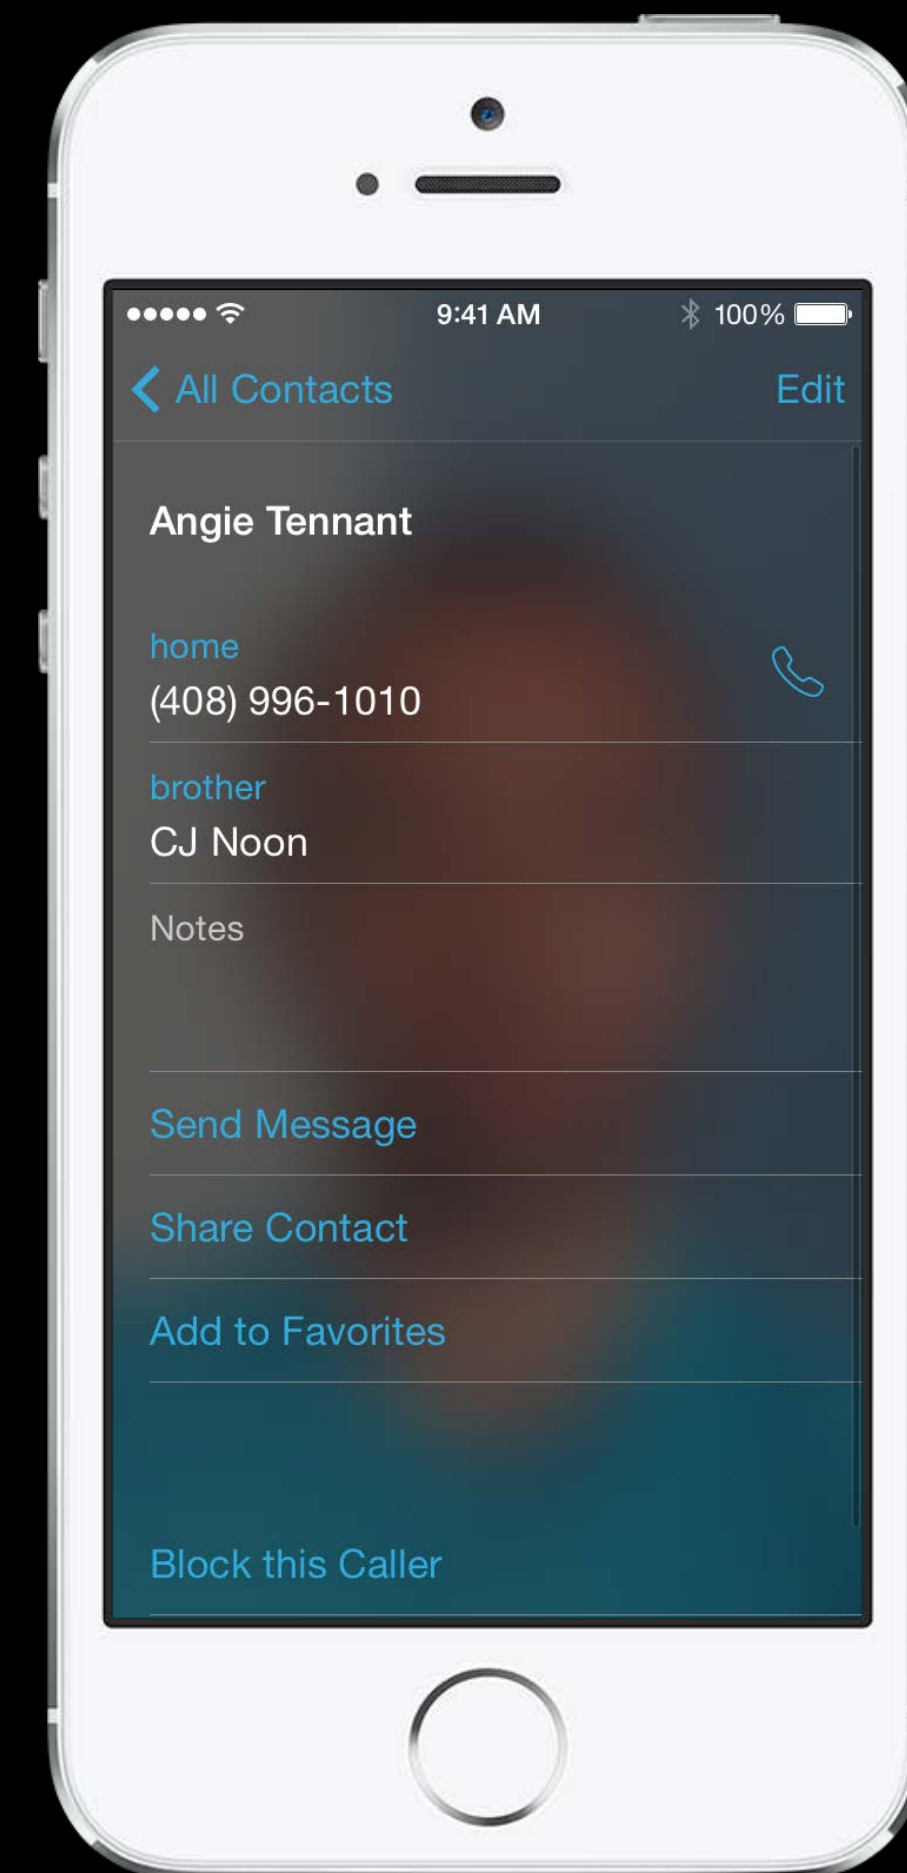 9:41 AM 100%
All Contacts Edit
Angie Tennant
home
(408) 996-1010
brother
CJ Noon
Notes
Send Message
Share Contact
Add to Favorites
Block this Caller